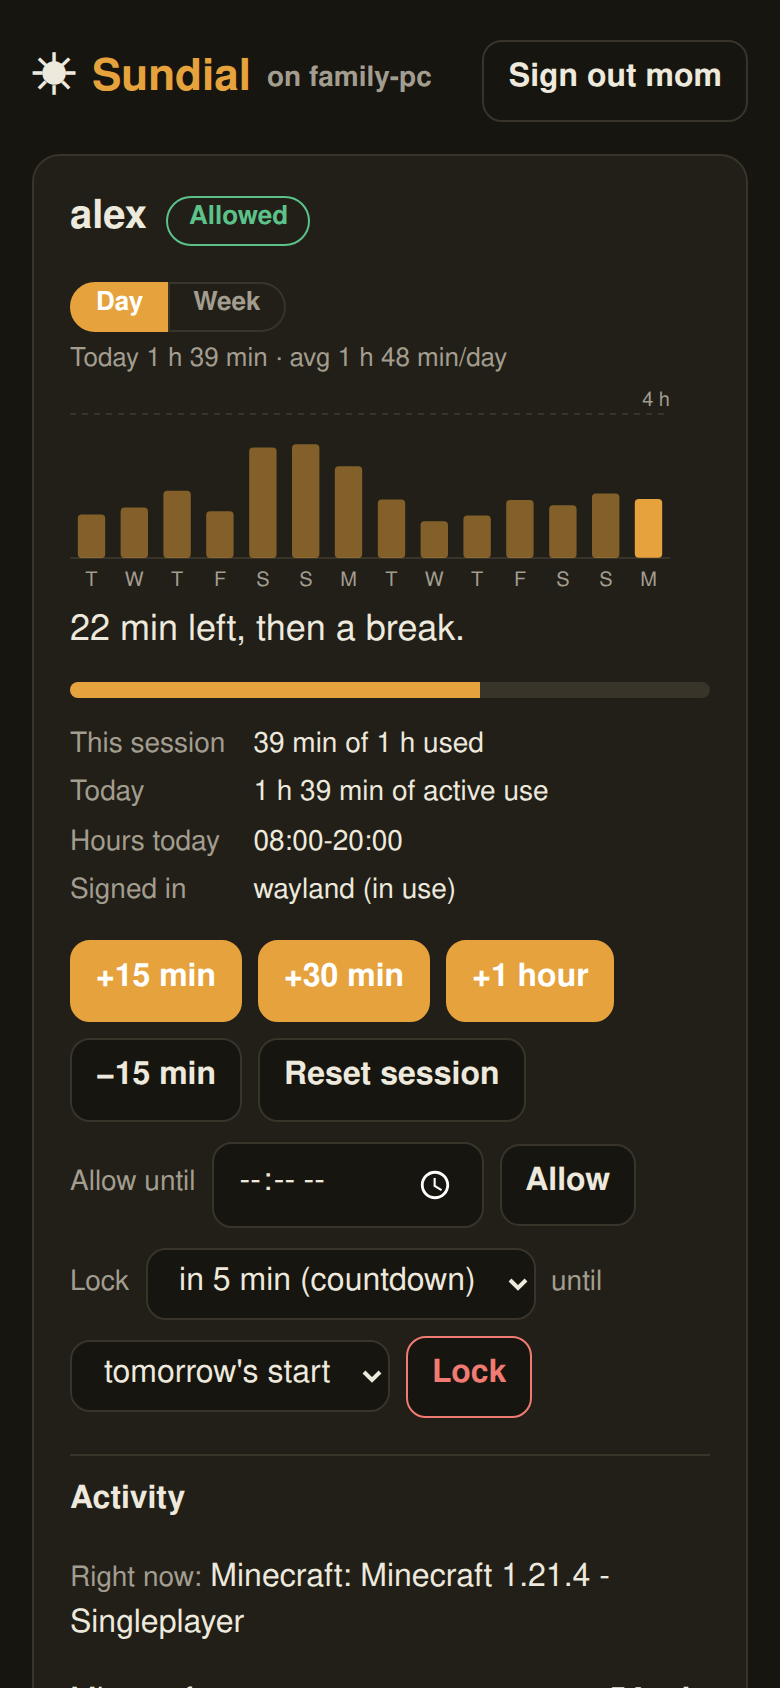 Sundial on family-pc Sign out mom
alex Allowed
Day Week
Today 1 h 39 min · avg 1 h 48 min/day
4 h
T W T F S S M T W T F S S M
22 min left, then a break.
This session 39 min of 1 h used
Today 1 h 39 min of active use
Hours today 08:00-20:00
Signed in wayland (in use)
+15 min +30 min +1 hour
−15 min Reset session
Allow until --:-- -- Allow
Lock in 5 min (countdown) until
tomorrow's start Lock
Activity
Right now: Minecraft: Minecraft 1.21.4 -
Singleplayer